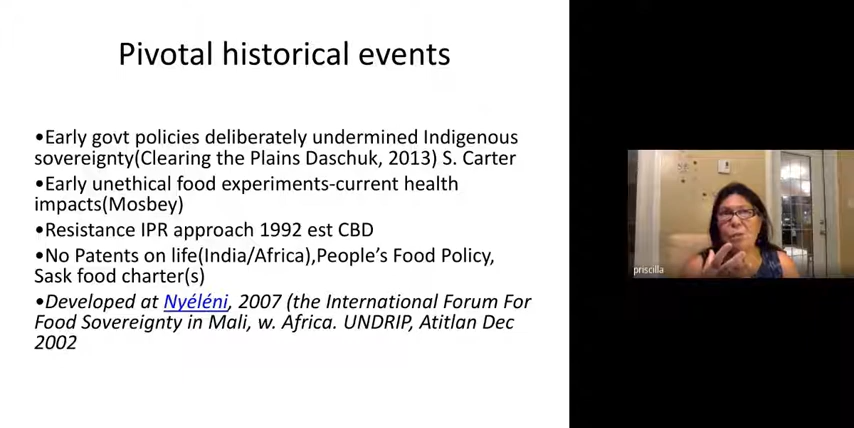 Pivotal historical events
•Early govt policies deliberately undermined Indigenous
sovereignty(Clearing the Plains Daschuk, 2013) S. Carter
•Early unethical food experiments-current health
impacts(Mosbey)
•Resistance IPR approach 1992 est CBD
•No Patents on life(India/Africa),People's Food Policy,
Sask food charter(s)
•Developed at Nyéléni, 2007 (the International Forum For
Food Sovereignty in Mali, w. Africa. UNDRIP, Atitlan Dec
2002
priscilla